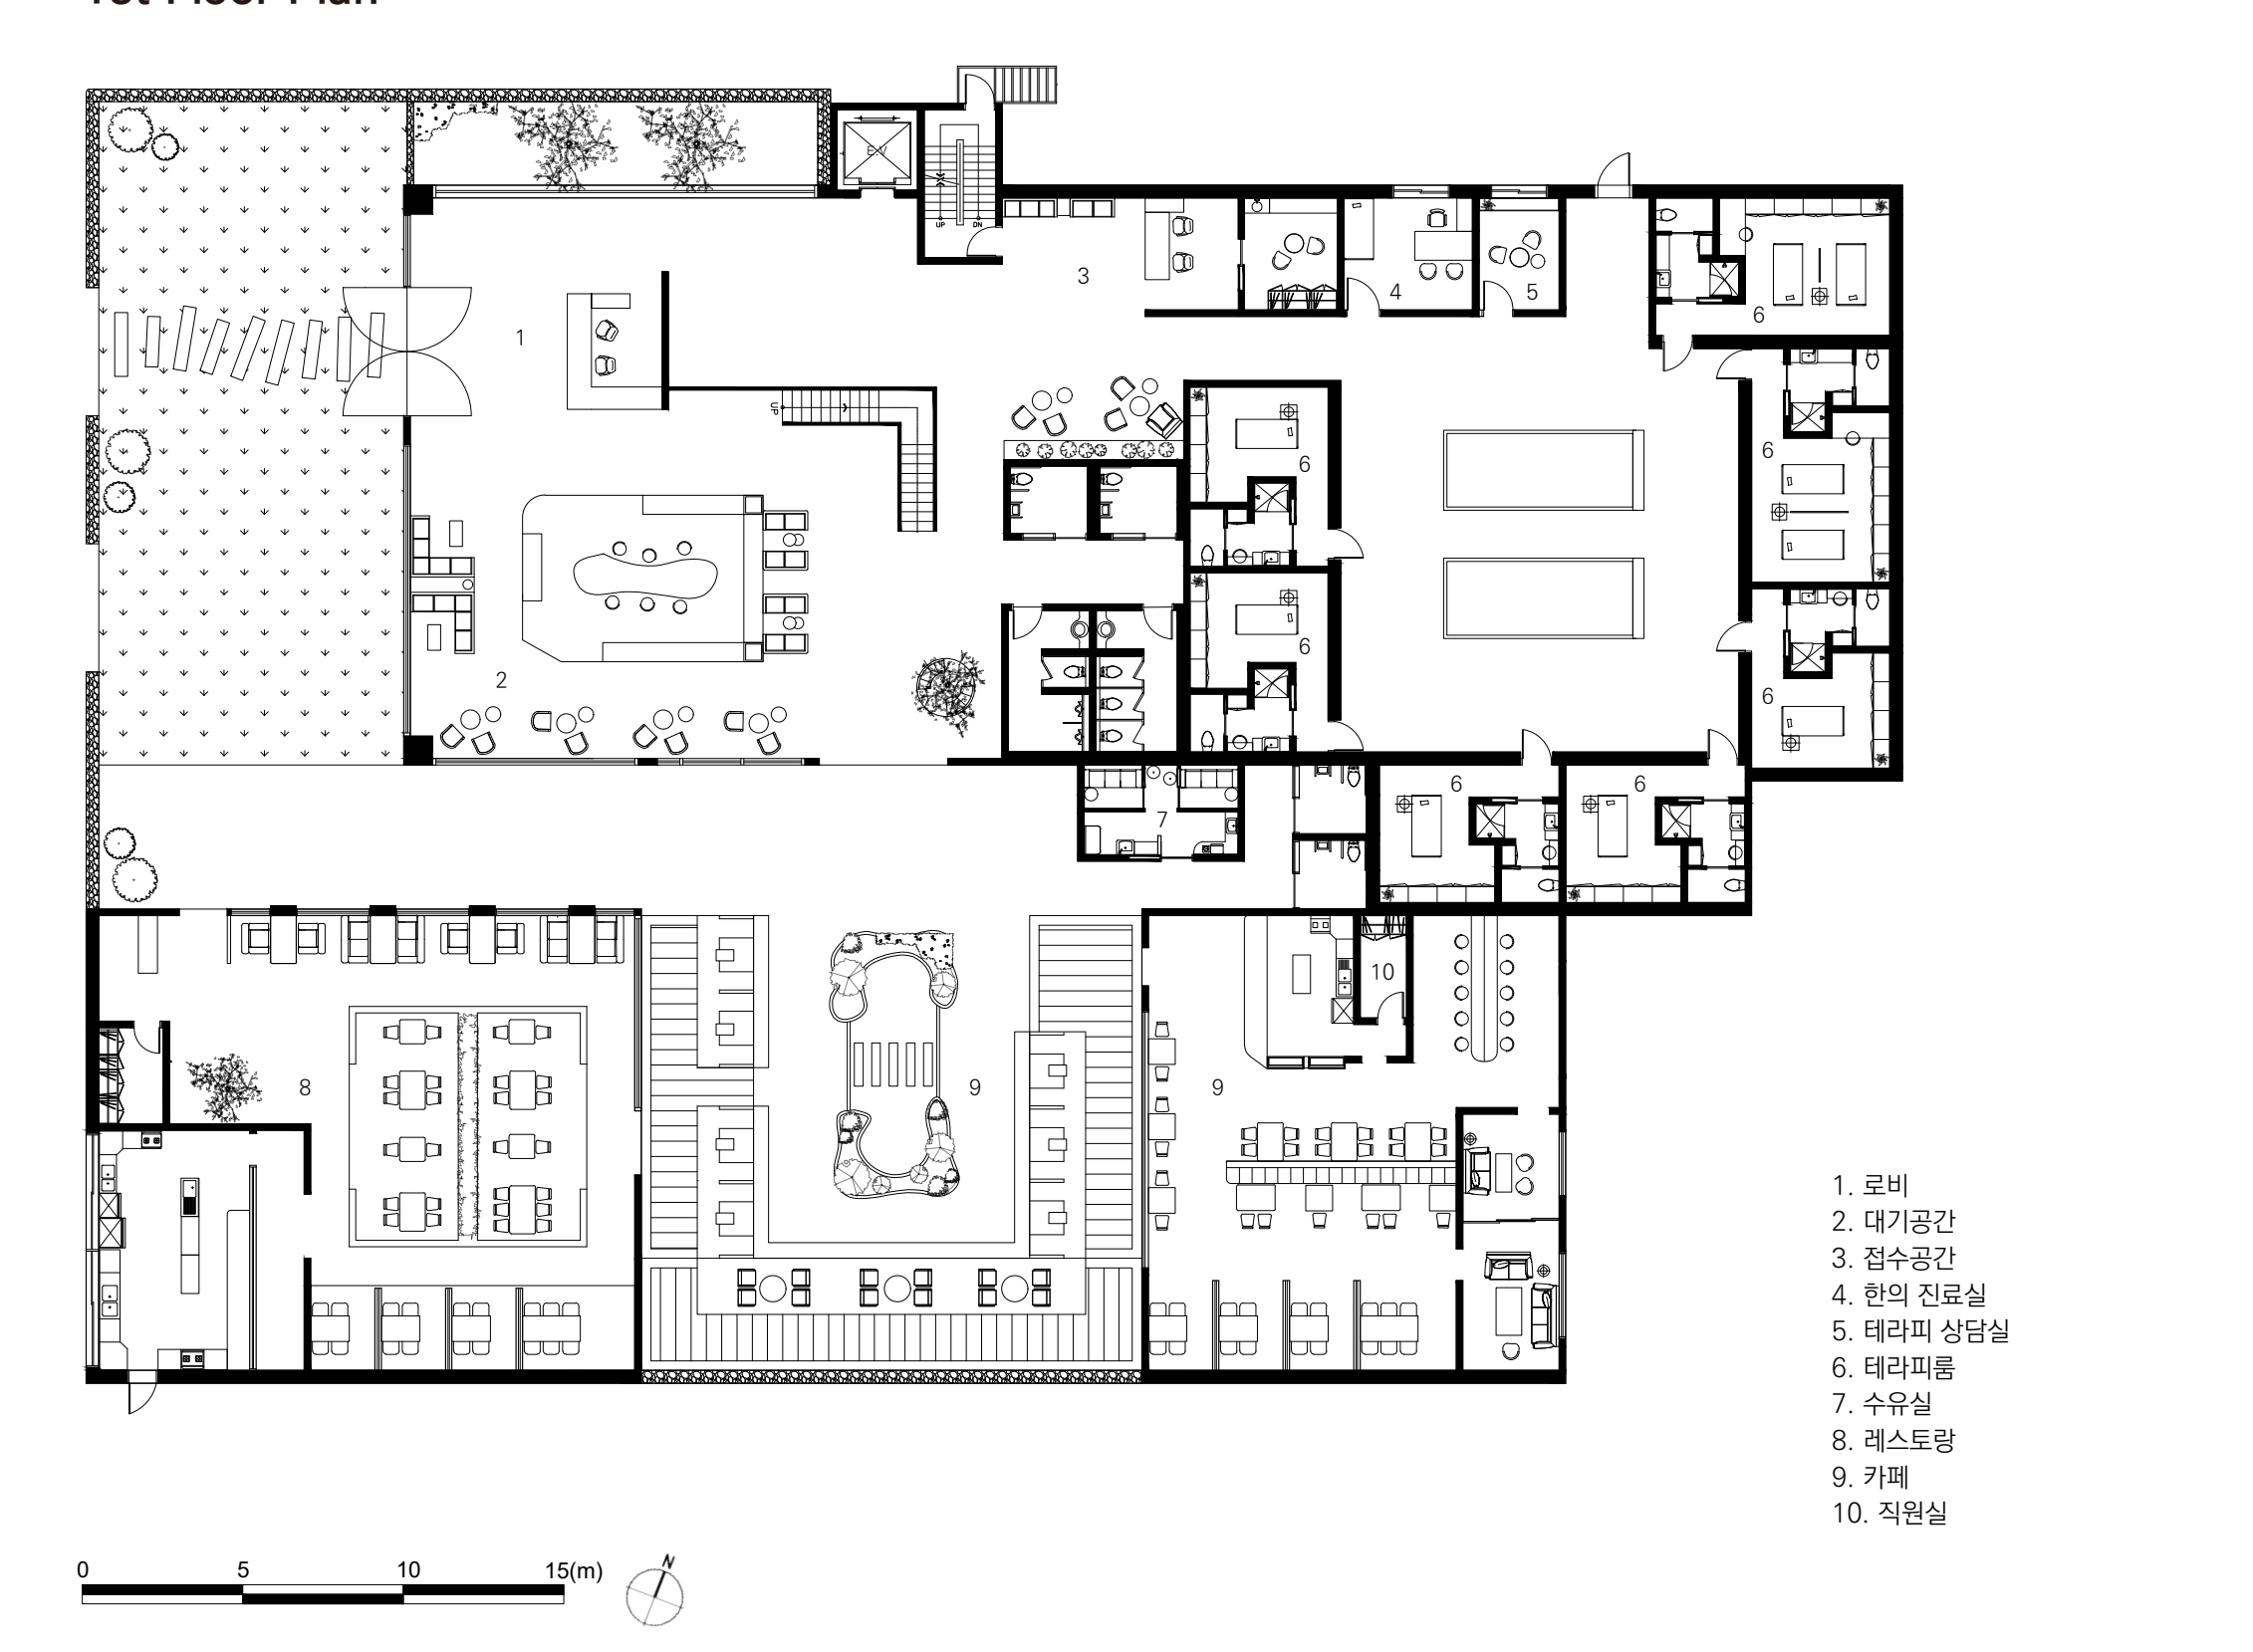 1st Floor Plan
E.V
UP
DN
3
4
5
6
1
UP
6
6
2
6
6
6
6
7
10
8
9
9
1. 로비
2. 대기공간
3. 접수공간
4. 한의 진료실
5. 테라피 상담실
6. 테라피룸
7. 수유실
8. 레스토랑
9. 카페
10. 직원실
0 5 10 15(m)
N